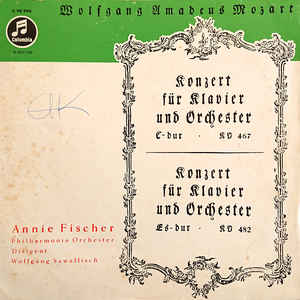 Wolfgang Amadeus Mozart
Columbia
Konzert
für Klavier
und Orchester
C-dur · KV 467
Konzert
für Klavier
und Orchester
Es-dur · KV 482
Annie Fischer
Philharmonia Orchester
Dirigent
Wolfgang Sawallisch